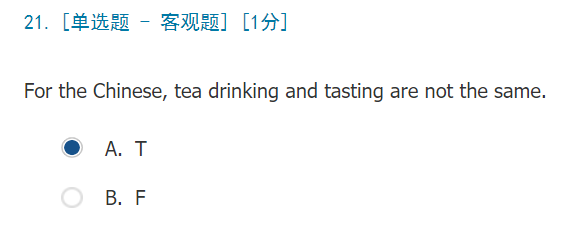 21. [单选题 - 客观题] [1分]
For the Chinese, tea drinking and tasting are not the same.
A. T
B. F